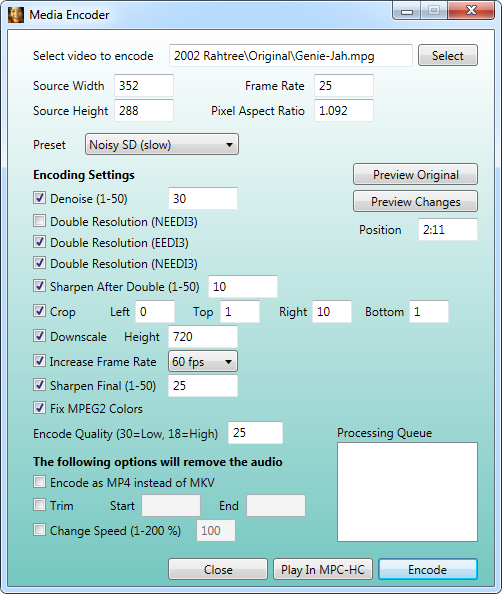 Media Encoder
Select video to encode 2002 Rahtree\Original\Genie-Jah.mpg Select
Source Width 352 Frame Rate 25
Source Height 288 Pixel Aspect Ratio 1.092
Preset Noisy SD (slow)
Encoding Settings Preview Original
Denoise (1-50) 30 Preview Changes
Double Resolution (NEEDI3) Position 2:11
Double Resolution (EEDI3)
Double Resolution (NEEDI3)
Sharpen After Double (1-50) 10
Crop Left 0 Top 1 Right 10 Bottom 1
Downscale Height 720
Increase Frame Rate 60 fps
Sharpen Final (1-50) 25
Fix MPEG2 Colors
Encode Quality (30=Low, 18=High) 25 Processing Queue
The following options will remove the audio
Encode as MP4 instead of MKV
Trim Start End
Change Speed (1-200 %) 100
Close Play In MPC-HC Encode